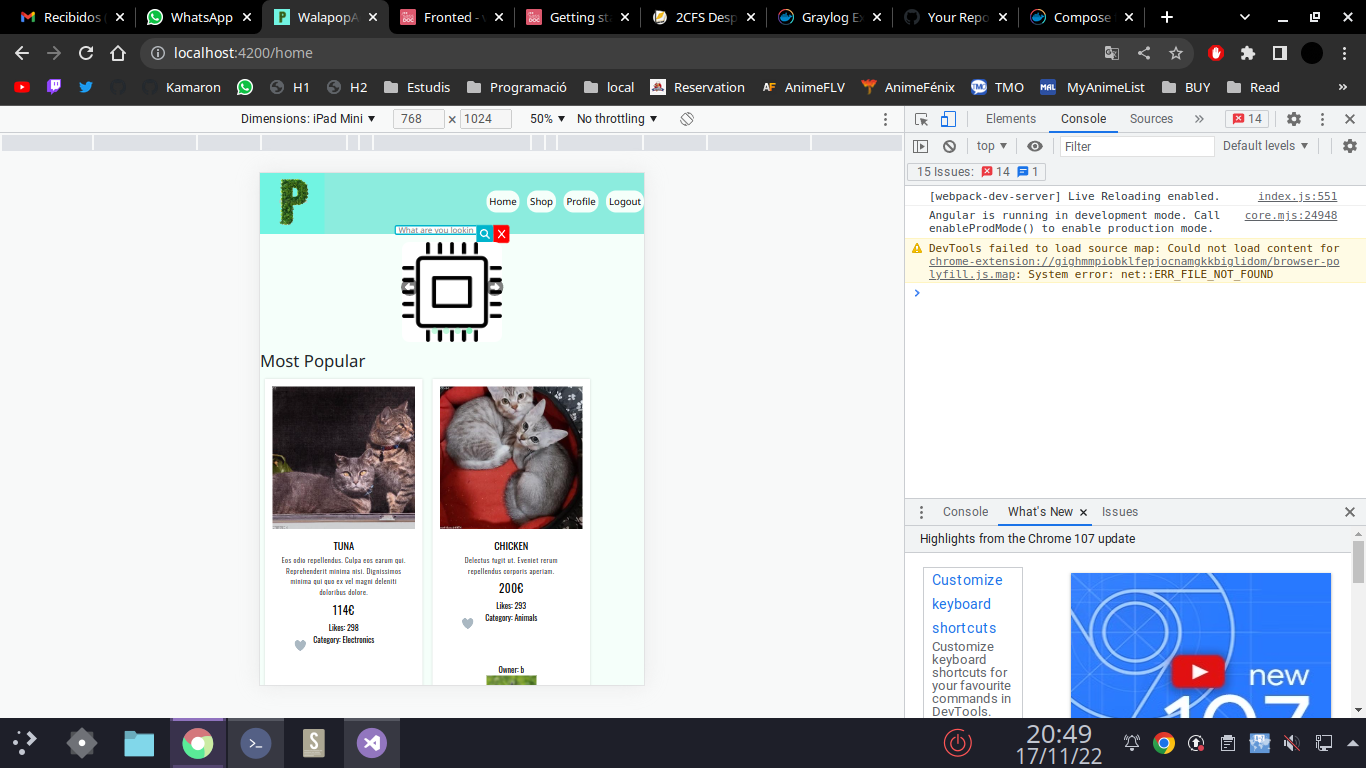 Recibidos (
WhatsApp
WalapopA
Fronted - v
Getting sta
2CFS Desp
Graylog Ex
Your Repo
Compose
localhost:4200/home
Kamaron
H1
H2
Estudis
Programació
local
Reservation
AnimeFLV
AnimeFénix
TMO
MyAnimeList
BUY
Read
»
Dimensions: iPad Mini
768 × 1024
50%
No throttling
Elements
Console
Sources
»
14
top
Filter
Default levels
15 Issues: 14 1
[webpack-dev-server] Live Reloading enabled. index.js:551
Angular is running in development mode. Call core.mjs:24948
enableProdMode() to enable production mode.
DevTools failed to load source map: Could not load content for
chrome-extension://gighmmpiobklfepjocnamgkkbiglidom/browser-po
lyfill.js.map: System error: net::ERR_FILE_NOT_FOUND
P
Home
Shop
Profile
Logout
What are you lookin
Most Popular
TUNA
Eos odio repellendus. Culpa eos earum qui.
Reprehenderit minima nisi. Dignissimos
minima qui quo ex vel magni deleniti
doloribus dolore.
114€
Likes: 298
Category: Electronics
CHICKEN
Delectus fugit ut. Eveniet rerum
repellendus corporis aperiam.
200€
Likes: 293
Category: Animals
Owner: b
Console
What's New
Issues
Highlights from the Chrome 107 update
Customize
keyboard
shortcuts
Customize
keyboard
shortcuts for
your favourite
commands in
DevTools.
new
107
20:49
17/11/22